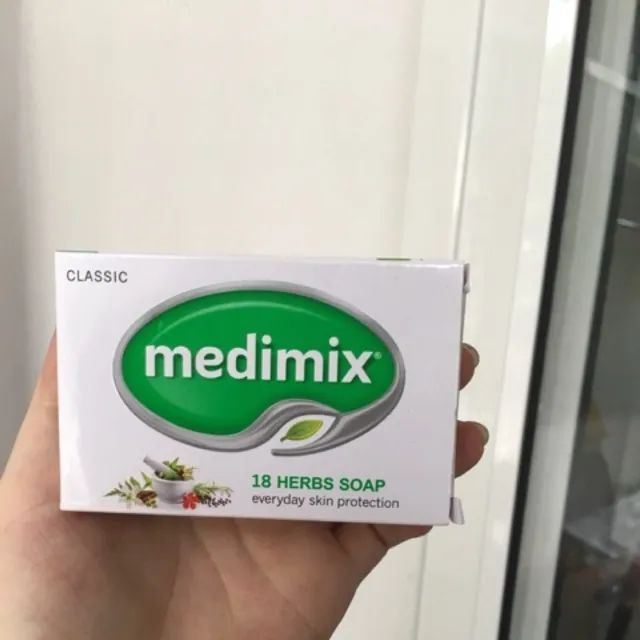 CLASSIC
medimix®
18 HERBS SOAP
everyday skin protection